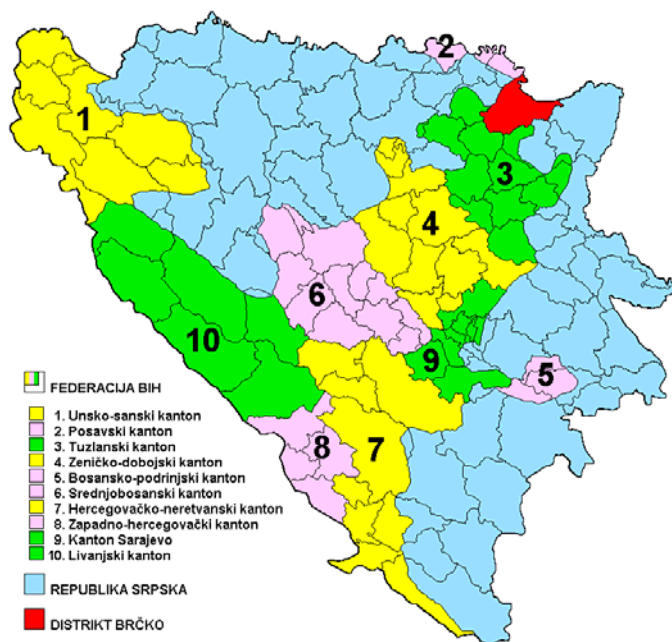 2
1
3
4
6
10
9
5
8
7
FEDERACIJA BIH
1. Unsko-sanski kanton
2. Posavski kanton
3. Tuzlanski kanton
4. Zeničko-dobojski kanton
5. Bosansko-podrinjski kanton
6. Srednjobosanski kanton
7. Hercegovačko-neretvanski kanton
8. Zapadno-hercegovački kanton
9. Kanton Sarajevo
10. Livanjski kanton
REPUBLIKA SRPSKA
DISTRIKT BRČKO